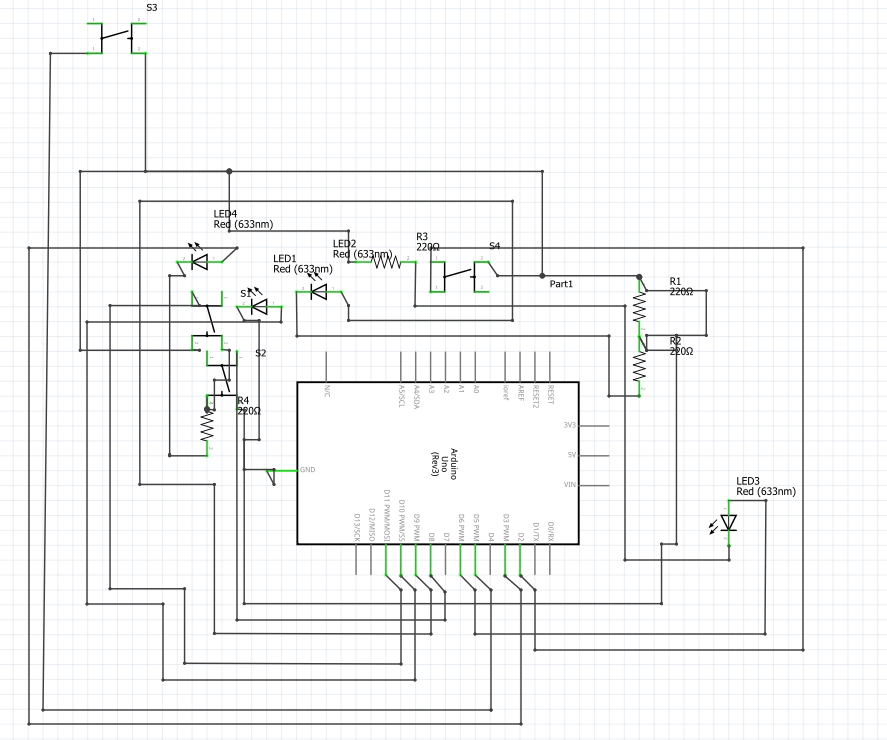 S3
LED4
Red (633nm)
LED2
Red (633nm)
R3
220Ω
S4
LED1
Red (633nm)
Part1
R1
220Ω
S1
R2
220Ω
S2
R4
220Ω
N/C
A5/SCL
A4/SDA
A3
A2
A1
A0
ioref
AREF
RESET2
RESET
3V3
5V
VIN
GND
Arduino
Uno
(Rev3)
LED3
Red (633nm)
D13/SCK
D12/MISO
D11 PWM/MOSI
D10 PWM/SS
D9 PWM
D8
D7
D6 PWM
D5 PWM
D4
D3 PWM
D2
D1/TX
D0/RX